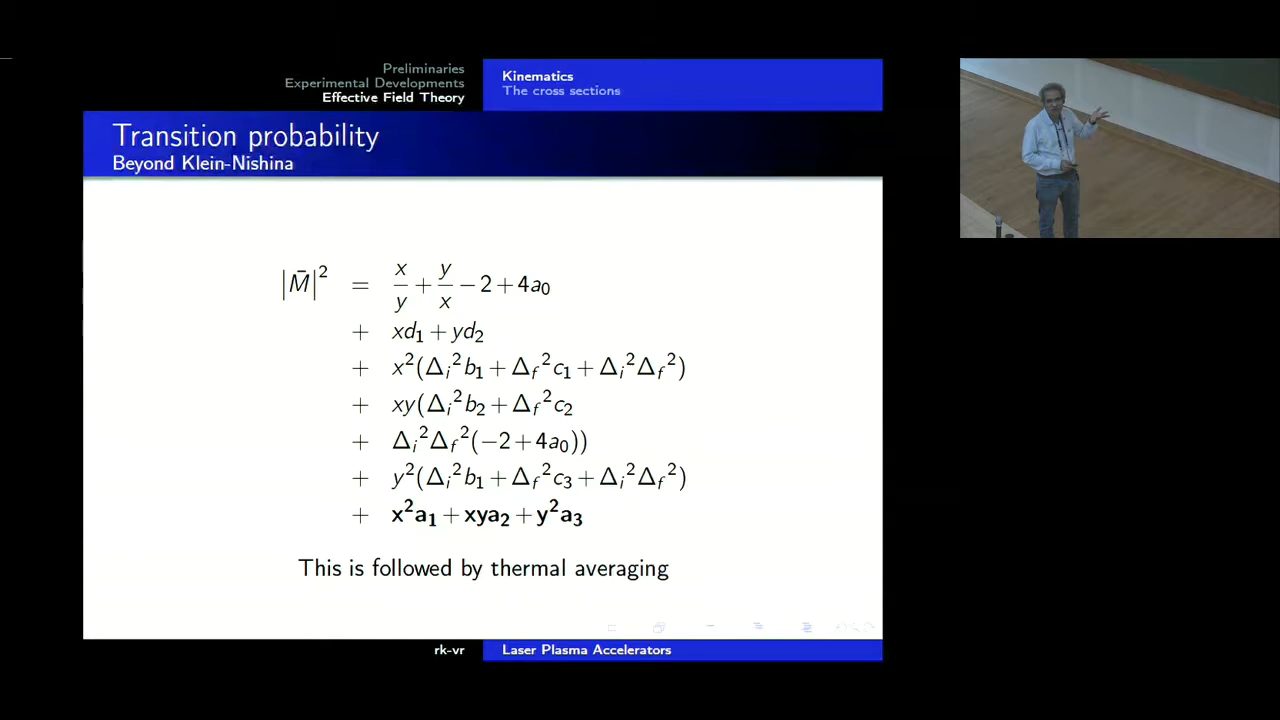 Preliminaries
Experimental Developments
Effective Field Theory
Kinematics
The cross sections
Transition probability
Beyond Klein-Nishina
|M̄|² = x/y + y/x − 2 + 4a₀
+ xd₁ + yd₂
+ x²(Δᵢ²b₁ + Δ_f²c₁ + Δᵢ²Δ_f²)
+ xy(Δᵢ²b₂ + Δ_f²c₂
+ Δᵢ²Δ_f²(−2 + 4a₀))
+ y²(Δᵢ²b₁ + Δ_f²c₃ + Δᵢ²Δ_f²)
+ x²a₁ + xya₂ + y²a₃
This is followed by thermal averaging
rk-vr
Laser Plasma Accelerators